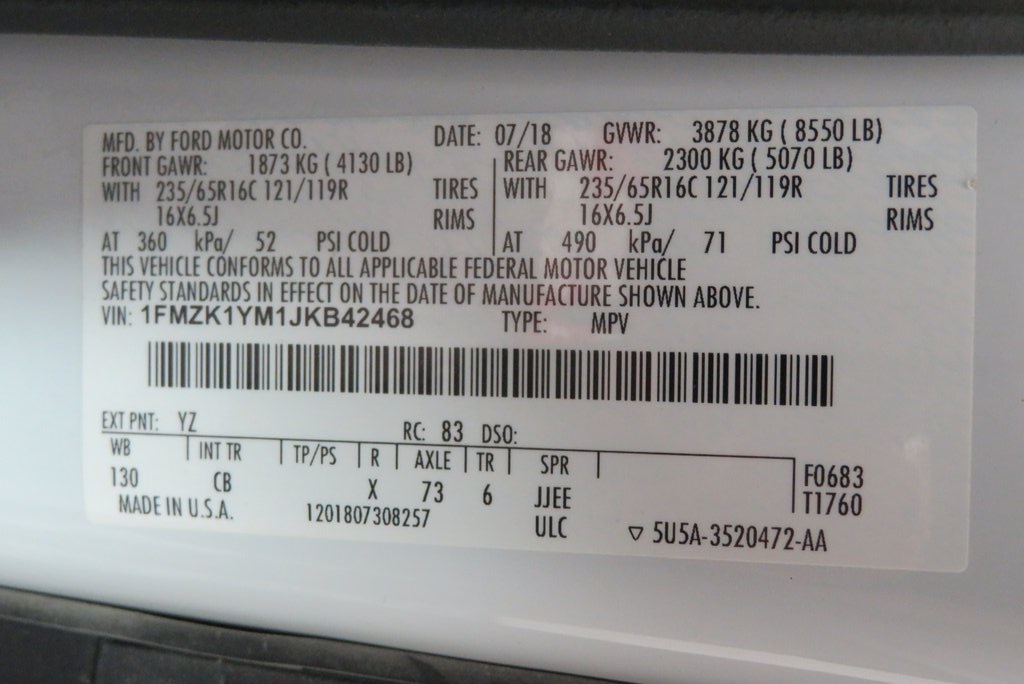 MFD. BY FORD MOTOR CO. DATE: 07/18 GVWR: 3878 KG ( 8550 LB)
FRONT GAWR: 1873 KG ( 4130 LB) REAR GAWR: 2300 KG ( 5070 LB)
WITH 235/65R16C 121/119R TIRES WITH 235/65R16C 121/119R TIRES
16X6.5J RIMS 16X6.5J RIMS
AT 360 kPa/ 52 PSI COLD AT 490 kPa/ 71 PSI COLD
THIS VEHICLE CONFORMS TO ALL APPLICABLE FEDERAL MOTOR VEHICLE
SAFETY STANDARDS IN EFFECT ON THE DATE OF MANUFACTURE SHOWN ABOVE.
VIN: 1FMZK1YM1JKB42468 TYPE: MPV
EXT PNT: YZ RC: 83 DSO:
WB INT TR TP/PS R AXLE TR SPR F0683
130 CB X 73 6 JJEE T1760
MADE IN U.S.A. 1201807308257 ULC ▽ 5U5A-3520472-AA